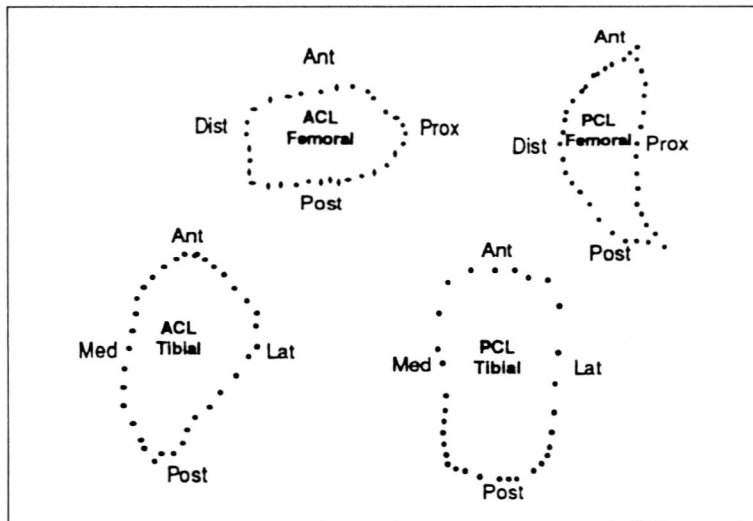 Ant
ACL
Femoral
Dist
Prox
Post
Ant
PCL
Femoral
Dist
Prox
Post
Ant
ACL
Tibial
Med
Lat
Post
Ant
PCL
Tibial
Med
Lat
Post